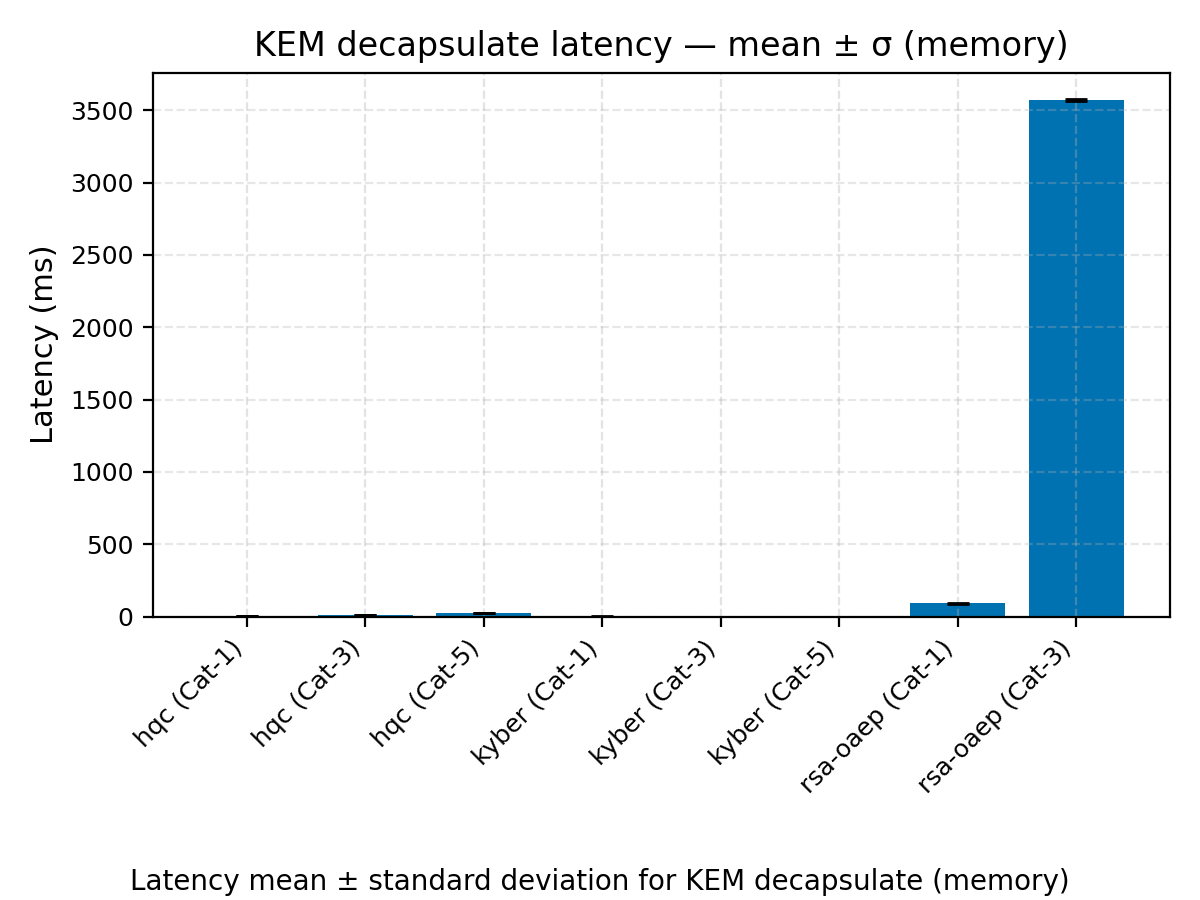 KEM decapsulate latency — mean ± σ (memory)
Latency (ms)
3500
3000
2500
2000
1500
1000
500
0
hqc (Cat-1)
hqc (Cat-3)
hqc (Cat-5)
kyber (Cat-1)
kyber (Cat-3)
kyber (Cat-5)
rsa-oaep (Cat-1)
rsa-oaep (Cat-3)
Latency mean ± standard deviation for KEM decapsulate (memory)